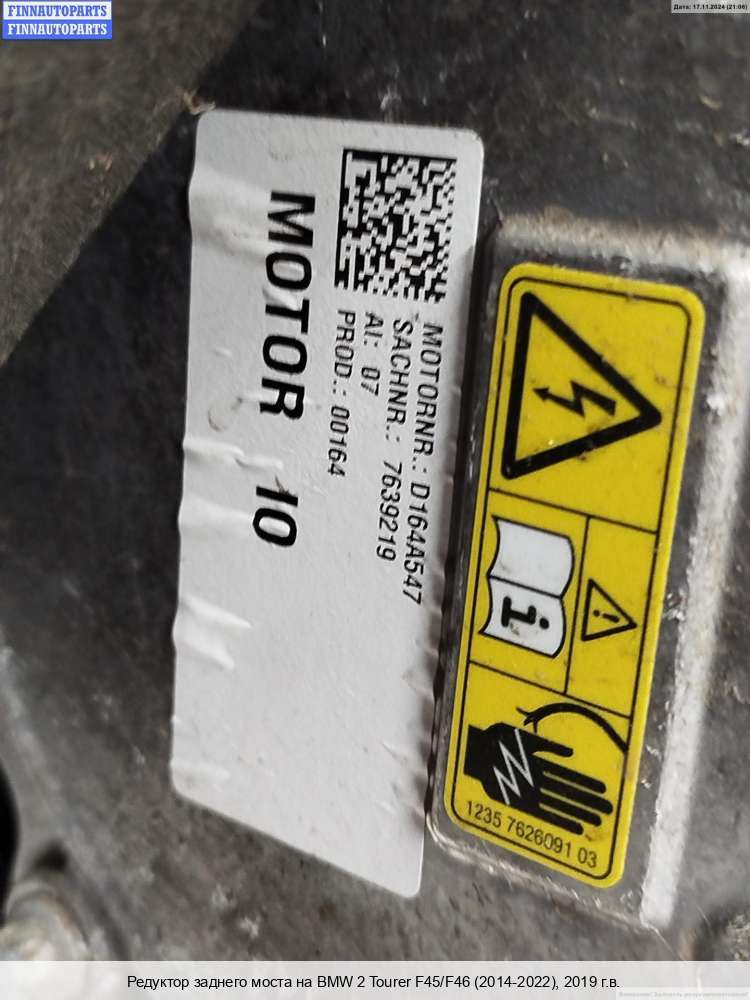 FINNAUTOPARTS
FINNAUTOPARTS
Дата: 17.11.2024 (21:06)
MOTORNR.: D164A547
SACHNR.: 7639219
AI: 07
PROD.: 00164
MOTOR 10
1235 7626091 03
Редуктор заднего моста на BMW 2 Tourer F45/F46 (2014-2022), 2019 г.в.